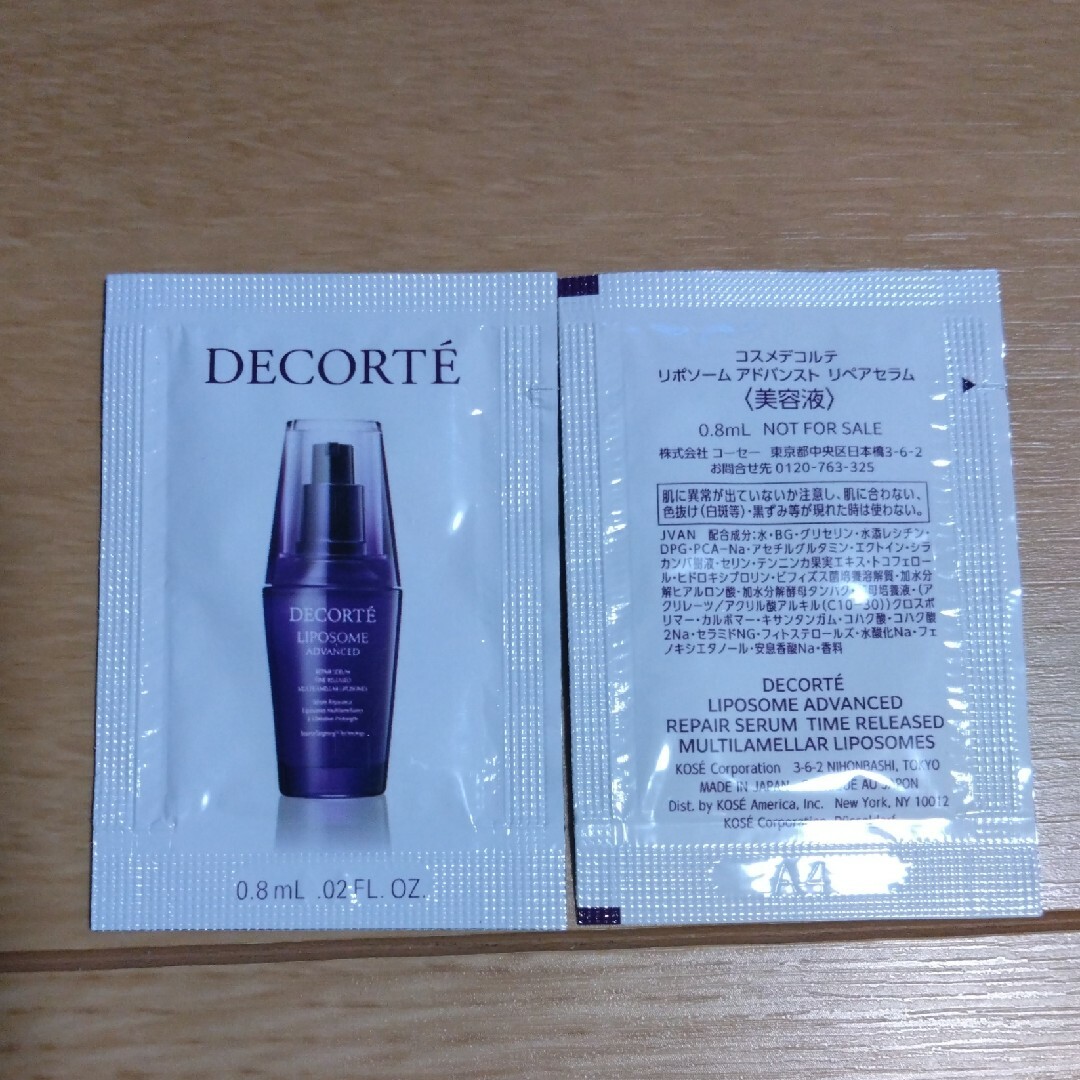 DECORTÉ
DECORTÉ
LIPOSOME
ADVANCED
REPAIR SERUM
TIME RELEASED
MULTILAMELLAR LIPOSOMES
0.8 mL .02 FL. OZ.
コスメデコルテ
リポソーム アドバンスト リペアセラム
〈美容液〉
0.8mL NOT FOR SALE
株式会社 コーセー 東京都中央区日本橋3-6-2
お問合せ先 0120-763-325
肌に異常が出ていないか注意し、肌に合わない、
色抜け(白斑等)・黒ずみ等が現れた時は使わない。
JVAN 配合成分:水・BG・グリセリン・水添レシチン・
DPG・PCA-Na・アセチルグルタミン・エクトイン・シラ
カンバ樹液・セリン・テンニンカ果実エキス・トコフェロー
ル・ヒドロキシプロリン・ビフィズス菌培養溶解質・加水分
解ヒアルロン酸・加水分解酵母タンパク・母培養液・(ア
クリレーツ/アクリル酸アルキル(C10-30))クロスポ
リマー・カルボマー・キサンタンガム・コハク酸・コハク酸
2Na・セラミドNG・フィトステロールズ・水酸化Na・フェ
ノキシエタノール・安息香酸Na・香料
DECORTÉ
LIPOSOME ADVANCED
REPAIR SERUM TIME RELEASED
MULTILAMELLAR LIPOSOMES
KOSÉ Corporation 3-6-2 NIHONBASHI, TOKYO
MADE IN JAPAN AU JAPON
Dist. by KOSÉ America, Inc. New York, NY 10012
KOSÉ Corporation Düsseldorf
A4